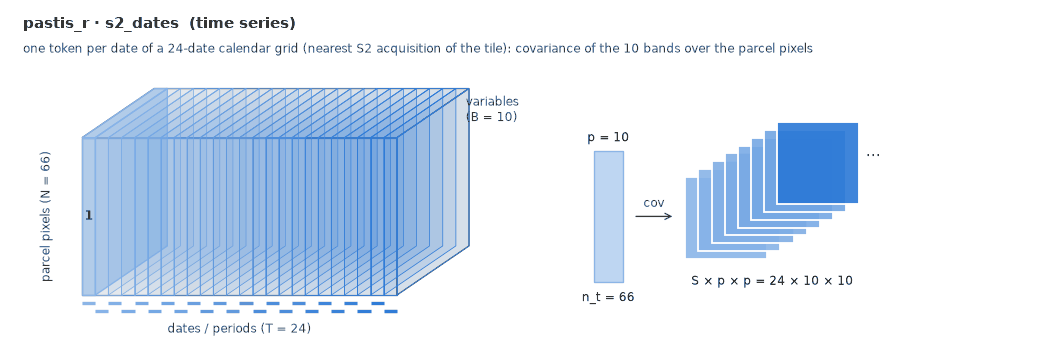 pastis_r · s2_dates  (time series)
one token per date of a 24-date calendar grid (nearest S2 acquisition of the tile): covariance of the 10 bands over the parcel pixels
variables
(B = 10)
parcel pixels (N = 66)
1
dates / periods (T = 24)
p = 10
cov
n_t = 66
...
S × p × p = 24 × 10 × 10